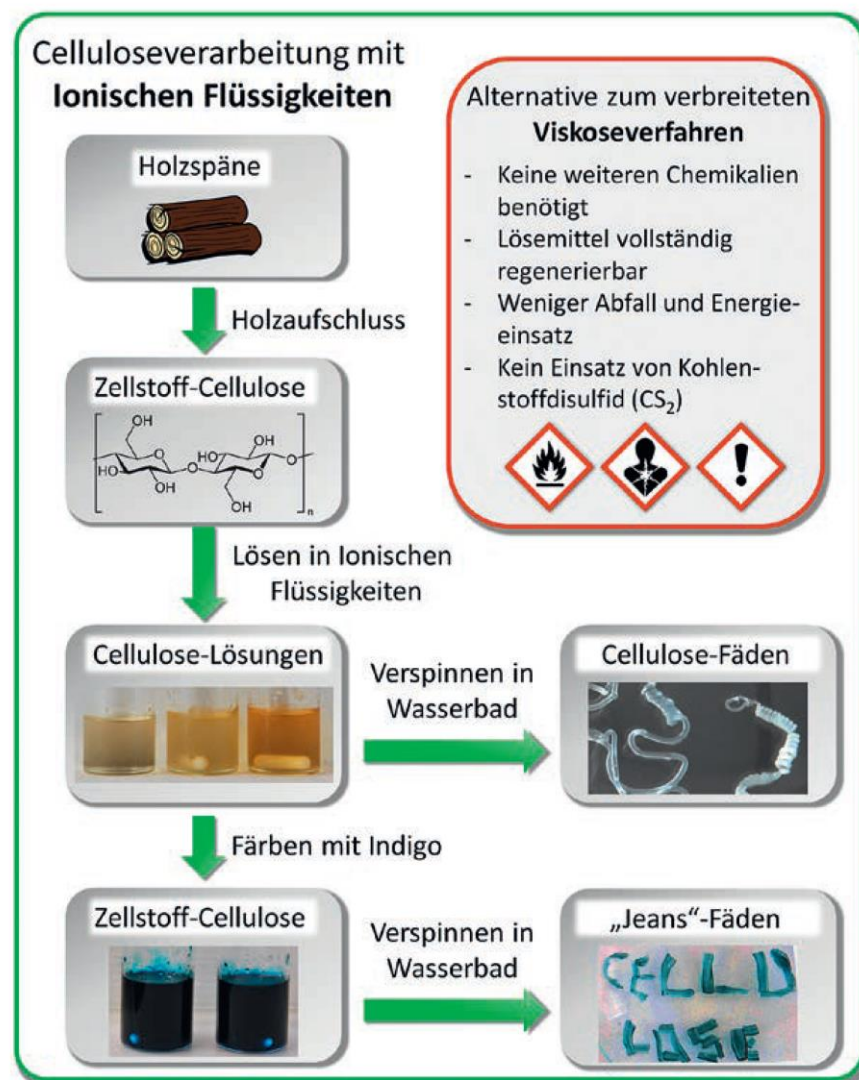 Celluloseverarbeitung mit
Ionischen Flüssigkeiten
Alternative zum verbreiteten
Viskoseverfahren
- Keine weiteren Chemikalien
benötigt
- Lösemittel vollständig
regenerierbar
- Weniger Abfall und Energie-
einsatz
- Kein Einsatz von Kohlen-
stoffdisulfid (CS₂)
!
Holzspäne
Holzaufschluss
Zellstoff-Cellulose
OH
OH
HO
O
O
HO
O
O
HO
OH
OH
OH
n
Lösen in Ionischen
Flüssigkeiten
Cellulose-Lösungen
Verspinnen in
Wasserbad
Cellulose-Fäden
Färben mit Indigo
Zellstoff-Cellulose
Verspinnen in
Wasserbad
„Jeans“-Fäden
CELLU
LOSE